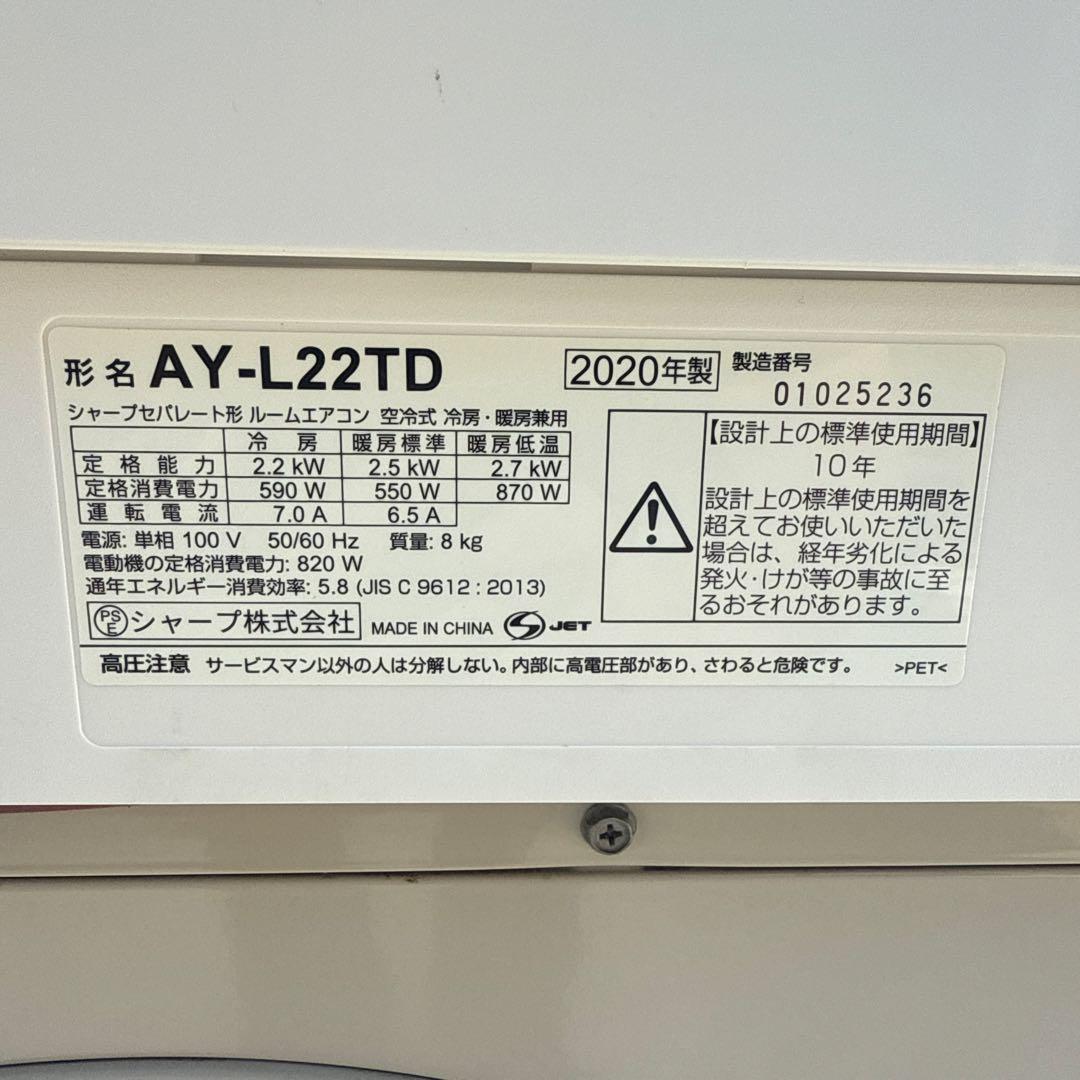 形名 AY-L22TD
2020年製
製造番号
01025236
シャープセパレート形 ルームエアコン 空冷式 冷房・暖房兼用
冷房 暖房標準 暖房低温
定格能力 2.2 kW 2.5 kW 2.7 kW
定格消費電力 590 W 550 W 870 W
運転電流 7.0 A 6.5 A
電源: 単相 100 V 50/60 Hz 質量: 8 kg
電動機の定格消費電力: 820 W
通年エネルギー消費効率: 5.8 (JIS C 9612 : 2013)
PSE シャープ株式会社 MADE IN CHINA JET
【設計上の標準使用期間】
10年
設計上の標準使用期間を
超えてお使いいただいた
場合は、経年劣化による
発火・けが等の事故に至
るおそれがあります。
高圧注意 サービスマン以外の人は分解しない。内部に高電圧部があり、さわると危険です。 >PET<